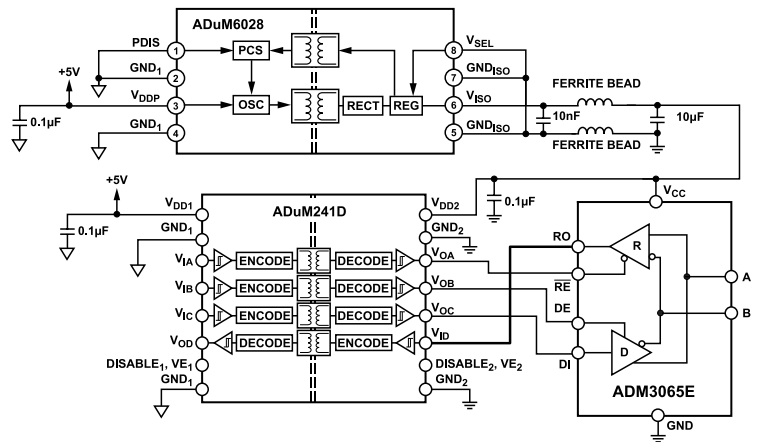 ADuM6028
PDIS 1
GND1 2
VDDP 3
GND1 4
+5V
0.1µF
PCS
OSC
RECT
REG
8 VSEL
7 GNDISO
6 VISO
5 GNDISO
FERRITE BEAD
10nF
10µF
FERRITE BEAD
ADuM241D
+5V
0.1µF
VDD1
GND1
VIA
VIB
VIC
VOD
DISABLE1, VE1
GND1
ENCODE DECODE
ENCODE DECODE
ENCODE DECODE
DECODE ENCODE
VDD2
GND2
VOA
VOB
VOC
VID
DISABLE2, VE2
GND2
0.1µF
VCC
RO
RE
DE
DI
R
D
A
B
ADM3065E
GND